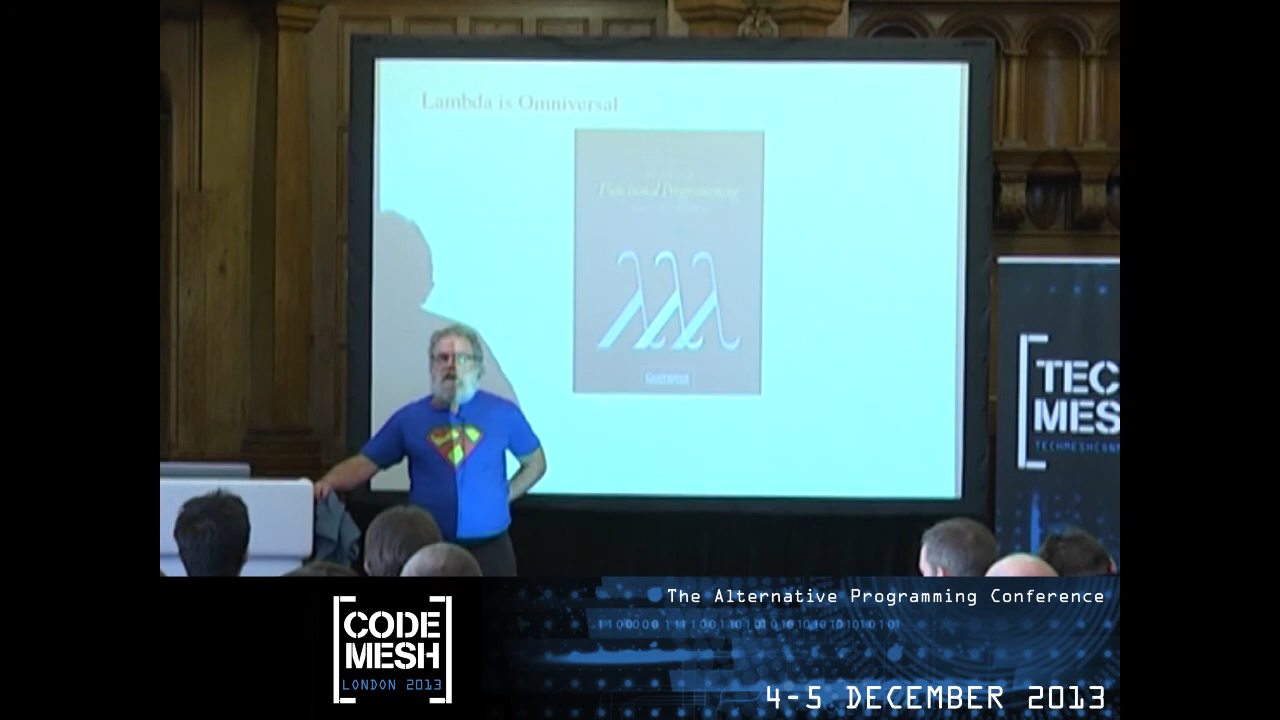 Lambda is Omniversal
Functional Programming
λλλ
TEC
MES
CODE
MESH
LONDON 2013
The Alternative Programming Conference
4-5 DECEMBER 2013